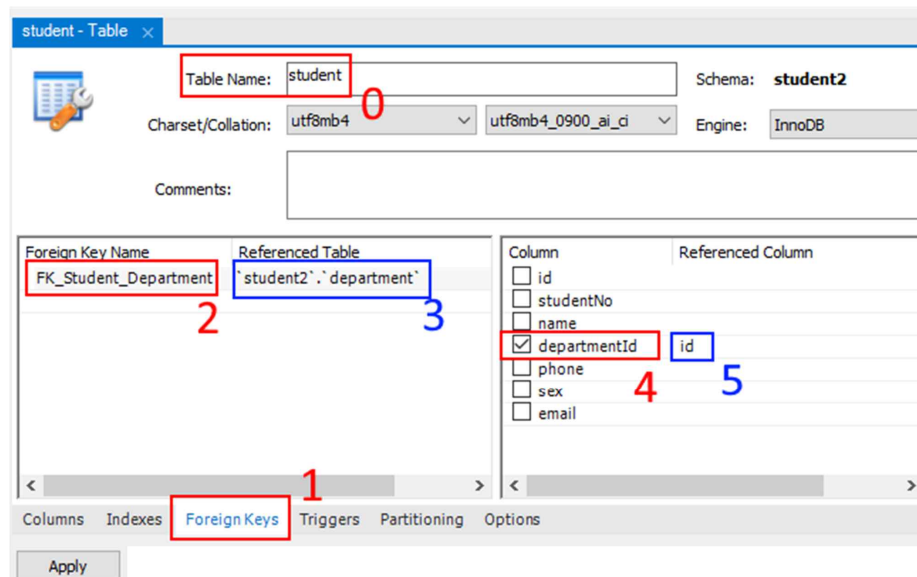 student - Table ×
Table Name: student
Schema: student2
0
Charset/Collation: utf8mb4 utf8mb4_0900_ai_ci Engine: InnoDB
Comments:
Foreign Key Name Referenced Table
FK_Student_Department `student2`.`department`
2 3
Column Referenced Column
id
studentNo
name
departmentId id
phone
sex
email
4 5
1
Columns Indexes Foreign Keys Triggers Partitioning Options
Apply